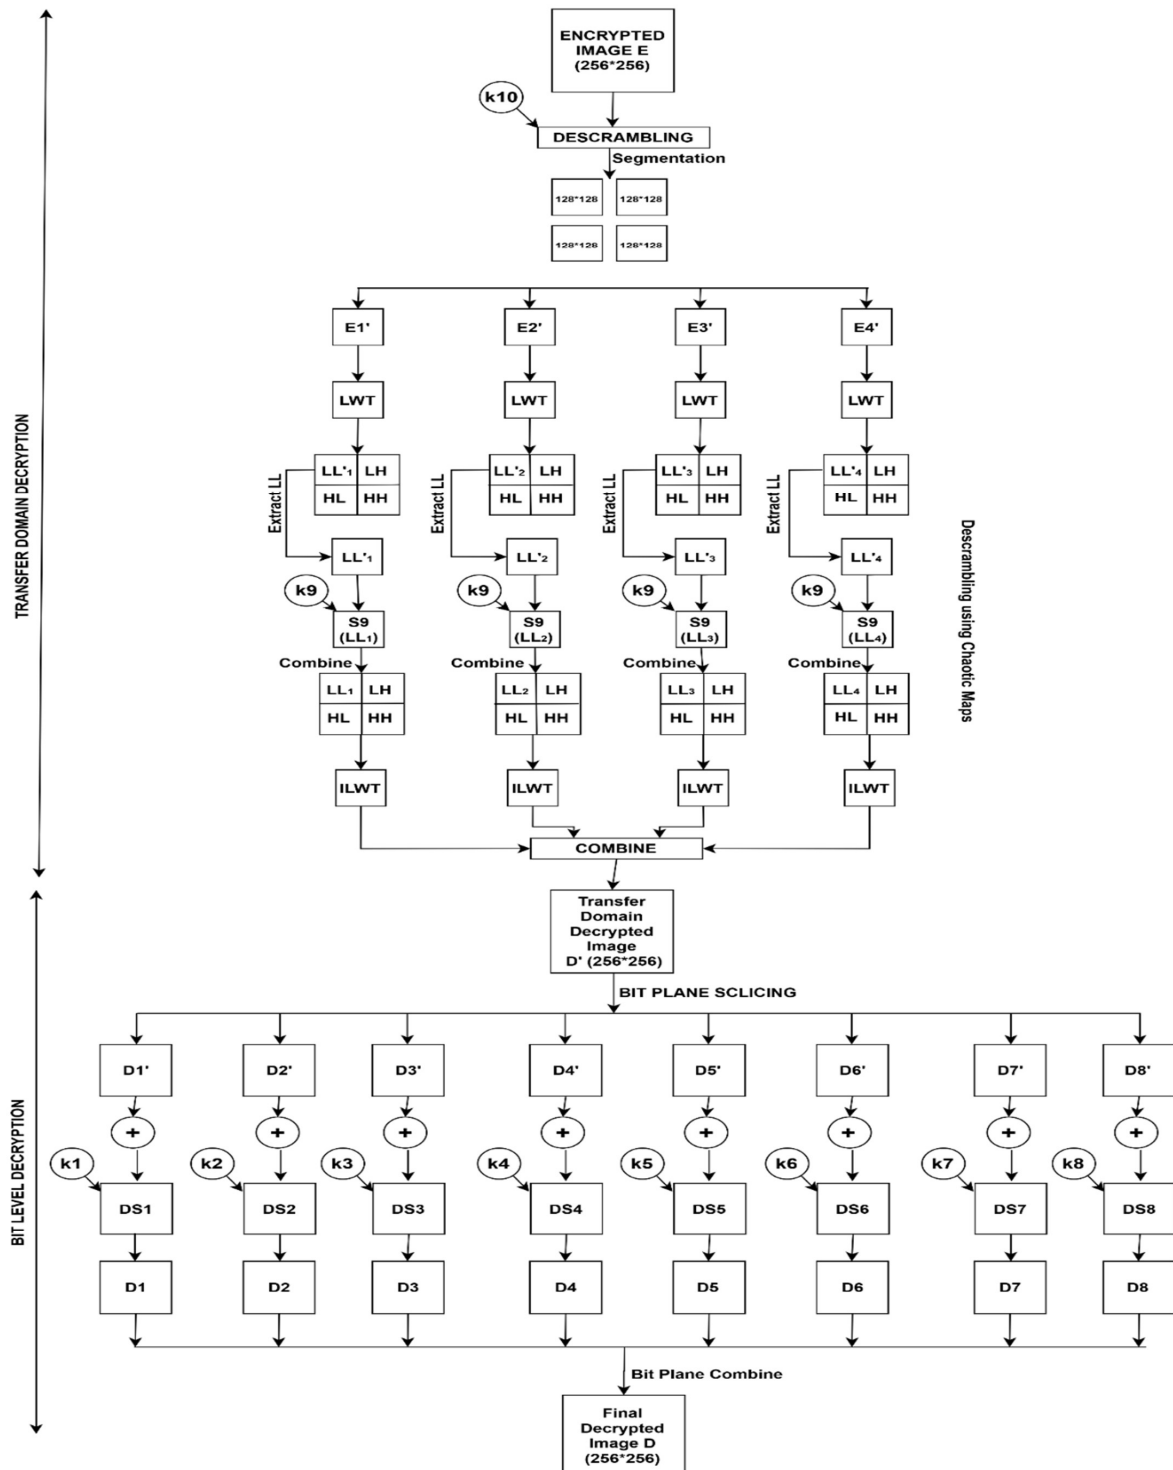 ENCRYPTED
IMAGE E
(256*256)
k10
DESCRAMBLING
Segmentation
128*128 128*128
128*128 128*128
E1' E2' E3' E4'
LWT LWT LWT LWT
LL'1 LH LL'2 LH LL'3 LH LL'4 LH
HL HH HL HH HL HH HL HH
Extract LL Extract LL Extract LL Extract LL
LL'1 LL'2 LL'3 LL'4
k9 k9 k9 k9
S9 S9 S9 S9
(LL1) (LL2) (LL3) (LL4)
Combine Combine Combine Combine
LL1 LH LL2 LH LL3 LH LL4 LH
HL HH HL HH HL HH HL HH
ILWT ILWT ILWT ILWT
COMBINE
TRANSFER DOMAIN DECRYPTION
Descrambling using Chaotic Maps
Transfer
Domain
Decrypted
Image
D' (256*256)
BIT PLANE SCLICING
D1' D2' D3' D4' D5' D6' D7' D8'
+ + + + + + + +
k1 k2 k3 k4 k5 k6 k7 k8
DS1 DS2 DS3 DS4 DS5 DS6 DS7 DS8
D1 D2 D3 D4 D5 D6 D7 D8
BIT LEVEL DECRYPTION
Bit Plane Combine
Final
Decrypted
Image D
(256*256)